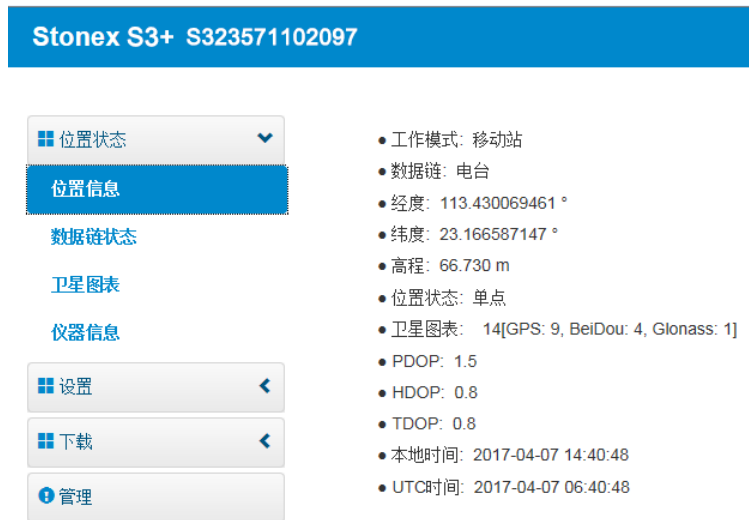 Stonex S3+ S323571102097
位置状态
位置信息
数据链状态
卫星图表
仪器信息
设置
下载
管理
● 工作模式: 移动站
● 数据链: 电台
● 经度: 113.430069461 °
● 纬度: 23.166587147 °
● 高程: 66.730 m
● 位置状态: 单点
● 卫星图表: 14[GPS: 9, BeiDou: 4, Glonass: 1]
● PDOP: 1.5
● HDOP: 0.8
● TDOP: 0.8
● 本地时间: 2017-04-07 14:40:48
● UTC时间: 2017-04-07 06:40:48